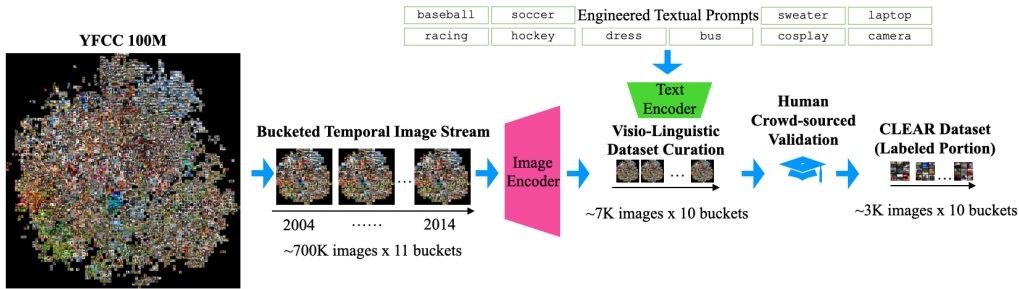 baseball soccer Engineered Textual Prompts sweater laptop
racing hockey dress bus cosplay camera
YFCC 100M
Bucketed Temporal Image Stream
2004 ...... 2014
~700K images x 11 buckets
Image
Encoder
Text
Encoder
Visio-Linguistic
Dataset Curation
~7K images x 10 buckets
Human
Crowd-sourced
Validation
CLEAR Dataset
(Labeled Portion)
~3K images x 10 buckets